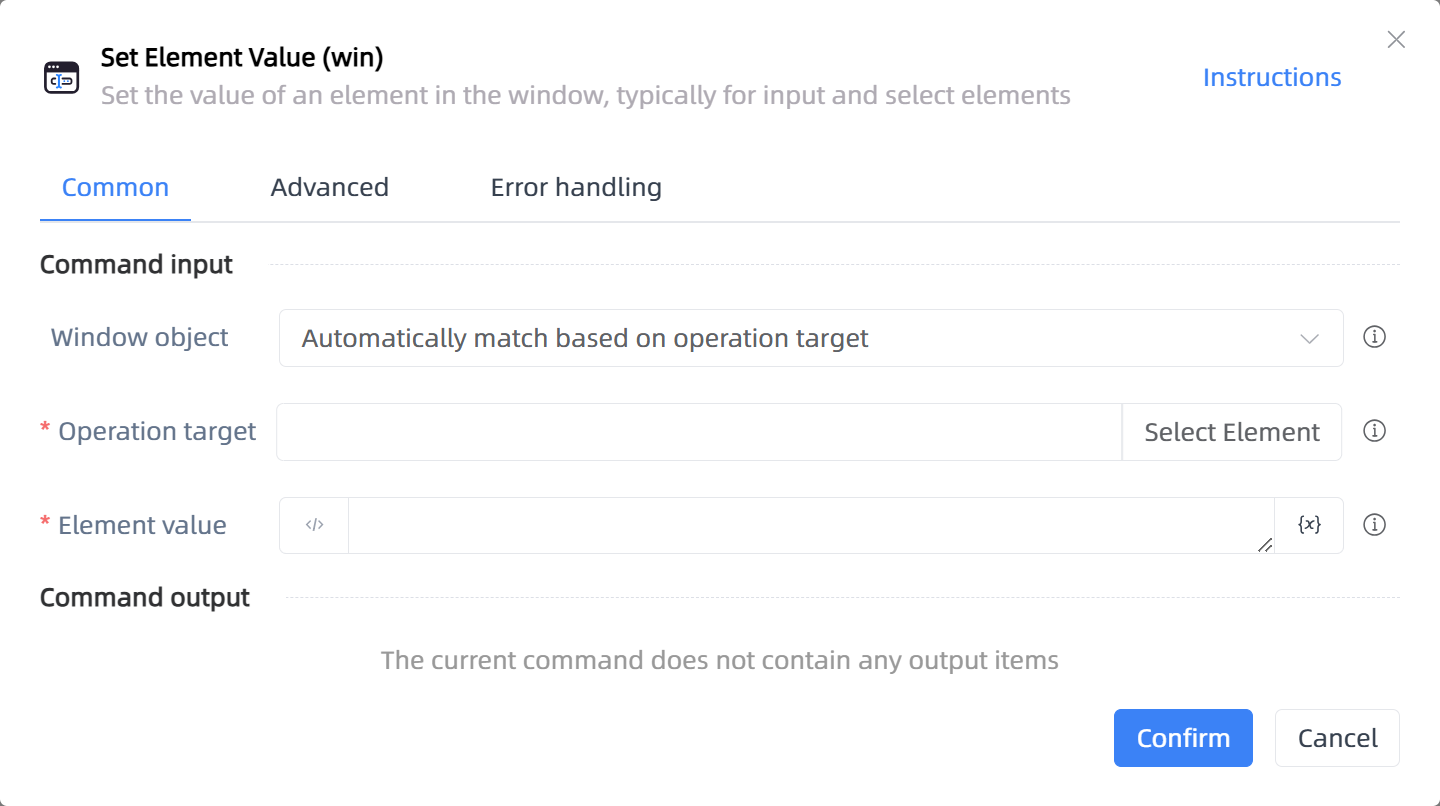 Set Element Value (win)
Set the value of an element in the window, typically for input and select elements
Instructions
Common
Advanced
Error handling
Command input
Window object
Automatically match based on operation target
* Operation target
Select Element
* Element value
</>
{x}
Command output
The current command does not contain any output items
Confirm
Cancel